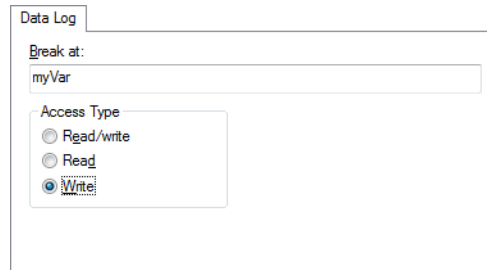 Data Log
Break at:
myVar
Access Type
Read/write
Read
Write